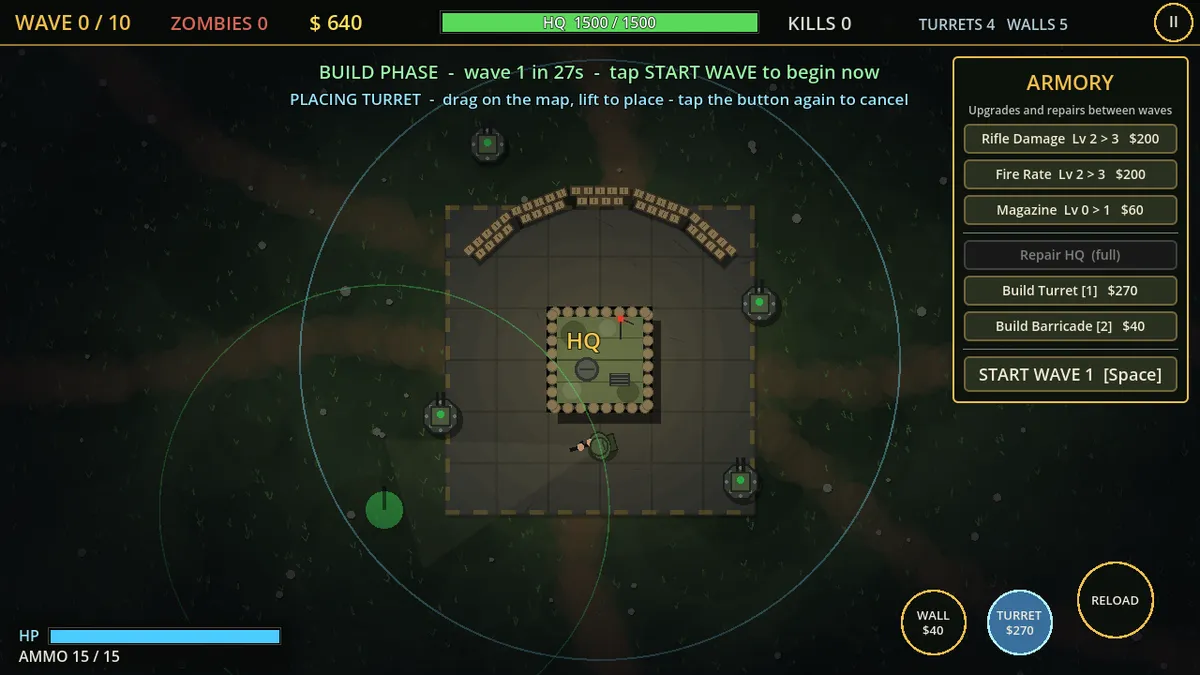 WAVE 0 / 10
ZOMBIES 0
$ 640
HQ 1500 / 1500
KILLS 0
TURRETS 4 WALLS 5
II
BUILD PHASE - wave 1 in 27s - tap START WAVE to begin now
PLACING TURRET - drag on the map, lift to place - tap the button again to cancel
ARMORY
Upgrades and repairs between waves
Rifle Damage Lv 2 > 3 $200
Fire Rate Lv 2 > 3 $200
Magazine Lv 0 > 1 $60
Repair HQ (full)
Build Turret [1] $270
Build Barricade [2] $40
START WAVE 1 [Space]
HQ
WALL
$40
TURRET
$270
RELOAD
HP
AMMO 15 / 15